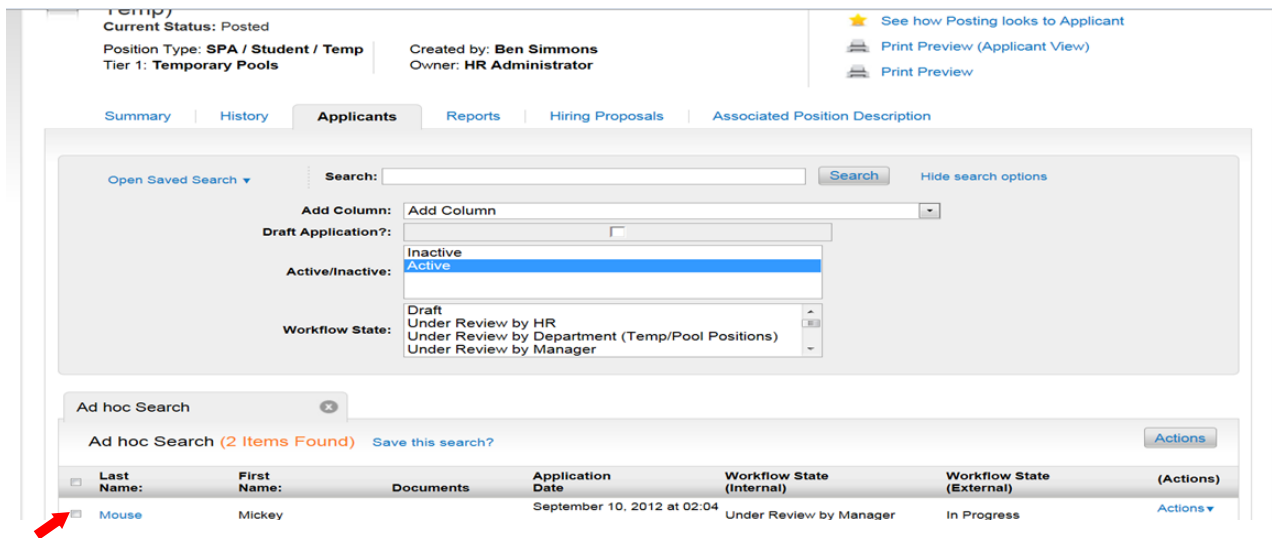 Temp)
Current Status: Posted
See how Posting looks to Applicant
Position Type: SPA / Student / Temp
Created by: Ben Simmons
Print Preview (Applicant View)
Tier 1: Temporary Pools
Owner: HR Administrator
Print Preview
Summary History Applicants Reports Hiring Proposals Associated Position Description
Open Saved Search Search: Search Hide search options
Add Column: Add Column
Draft Application?:
Inactive
Active/Inactive: Active
Draft
Under Review by HR
Workflow State: Under Review by Department (Temp/Pool Positions)
Under Review by Manager
Ad hoc Search
Ad hoc Search (2 Items Found) Save this search? Actions
Last Name: First Name: Documents Application Date Workflow State (Internal) Workflow State (External) (Actions)
Mouse Mickey September 10, 2012 at 02:04 Under Review by Manager In Progress Actions